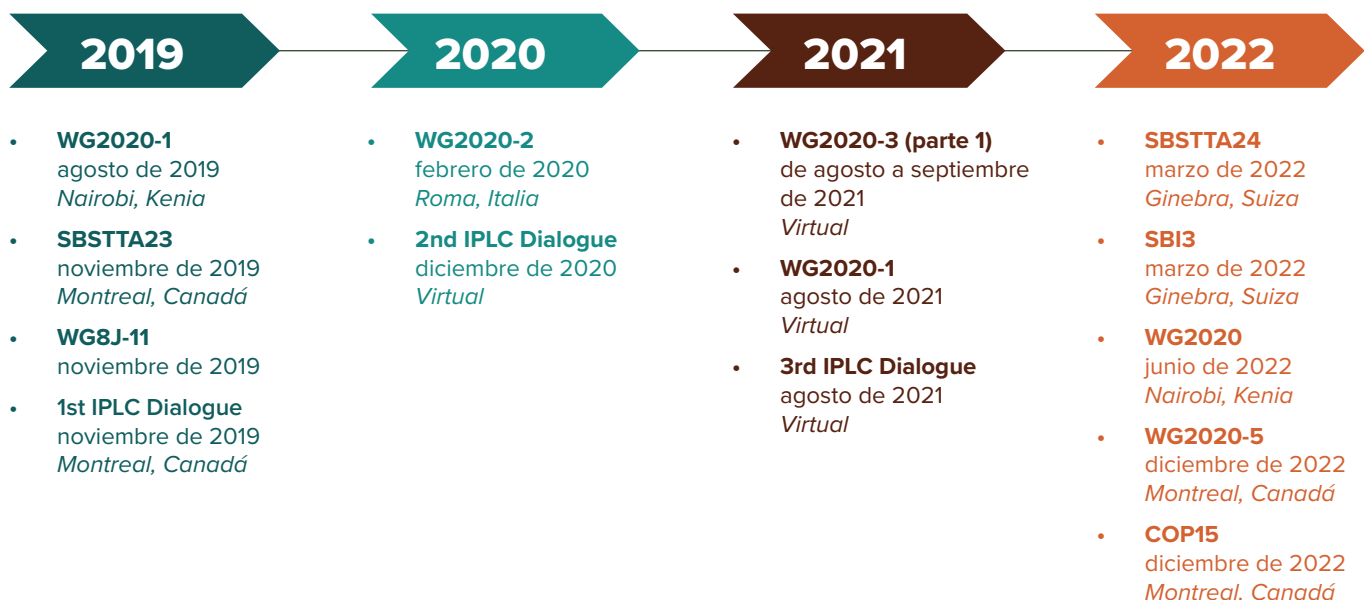 2019
• WG2020-1
agosto de 2019
Nairobi, Kenia
• SBSTTA23
noviembre de 2019
Montreal, Canadá
• WG8J-11
noviembre de 2019
• 1st IPLC Dialogue
noviembre de 2019
Montreal, Canadá
2020
• WG2020-2
febrero de 2020
Roma, Italia
• 2nd IPLC Dialogue
diciembre de 2020
Virtual
2021
• WG2020-3 (parte 1)
de agosto a septiembre
de 2021
Virtual
• WG2020-1
agosto de 2021
Virtual
• 3rd IPLC Dialogue
agosto de 2021
Virtual
2022
• SBSTTA24
marzo de 2022
Ginebra, Suiza
• SBI3
marzo de 2022
Ginebra, Suiza
• WG2020
junio de 2022
Nairobi, Kenia
• WG2020-5
diciembre de 2022
Montreal, Canadá
• COP15
diciembre de 2022
Montreal, Canadá